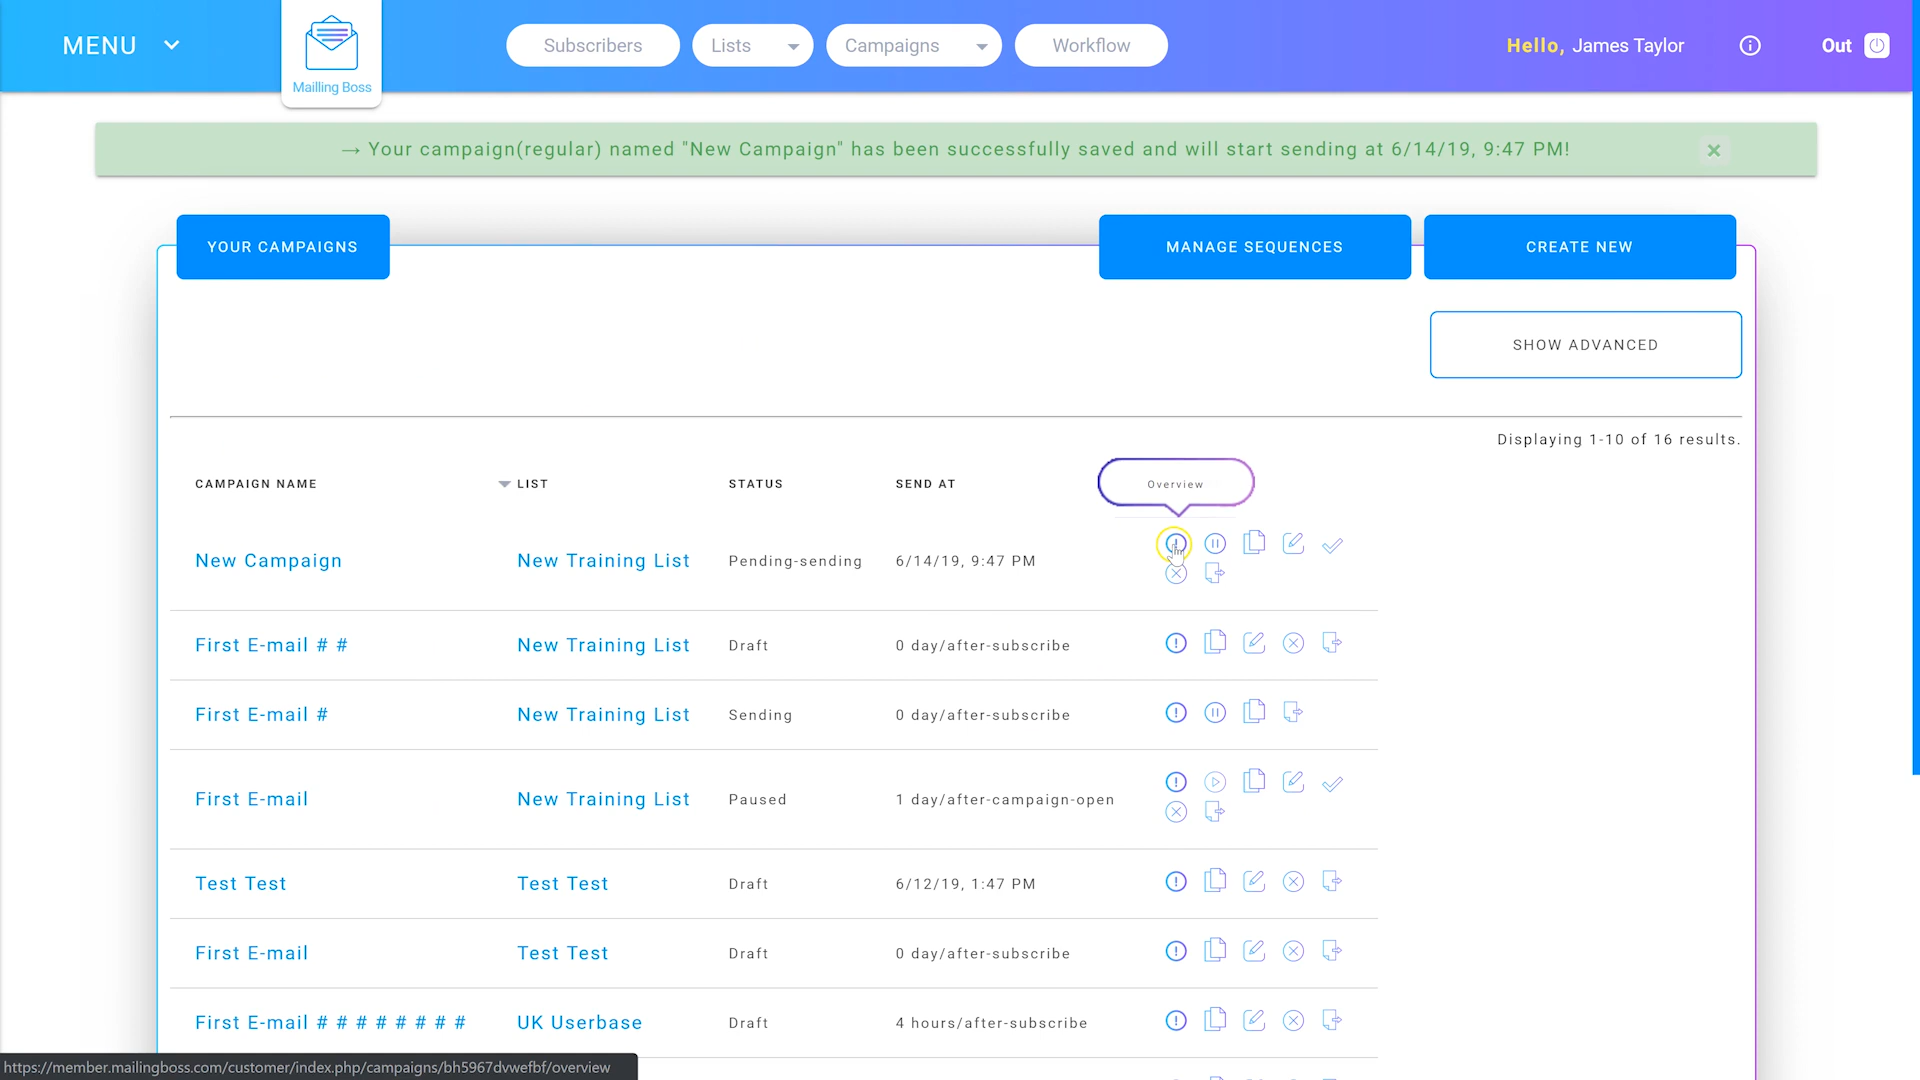 MENU
Mailling Boss
Subscribers
Lists
Campaigns
Workflow
Hello, James Taylor
Out
→ Your campaign(regular) named "New Campaign" has been successfully saved and will start sending at 6/14/19, 9:47 PM!
YOUR CAMPAIGNS
MANAGE SEQUENCES
CREATE NEW
SHOW ADVANCED
Displaying 1-10 of 16 results.
CAMPAIGN NAME LIST STATUS SEND AT
Overview
New Campaign New Training List Pending-sending 6/14/19, 9:47 PM
First E-mail # # New Training List Draft 0 day/after-subscribe
First E-mail # New Training List Sending 0 day/after-subscribe
First E-mail New Training List Paused 1 day/after-campaign-open
Test Test Test Test Draft 6/12/19, 1:47 PM
First E-mail Test Test Draft 0 day/after-subscribe
First E-mail # # # # # # # # UK Userbase Draft 4 hours/after-subscribe
https://member.mailingboss.com/customer/index.php/campaigns/bh5967dvwefbf/overview